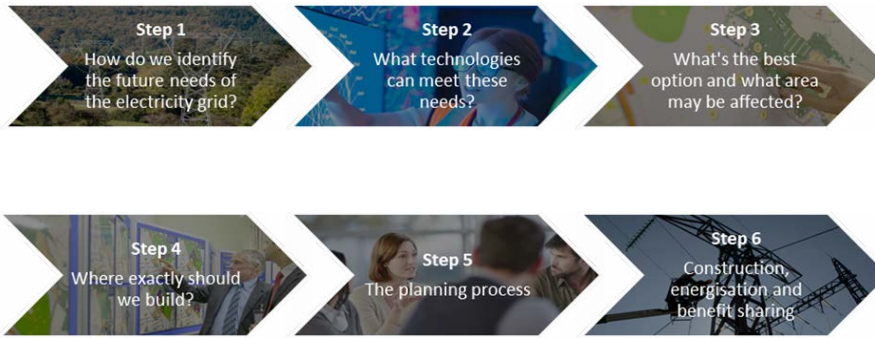 Step 1
How do we identify
the future needs of
the electricity grid?
Step 2
What technologies
can meet these
needs?
Step 3
What's the best
option and what area
may be affected?
Step 4
Where exactly should
we build?
Step 5
The planning process
Step 6
Construction,
energisation and
benefit sharing